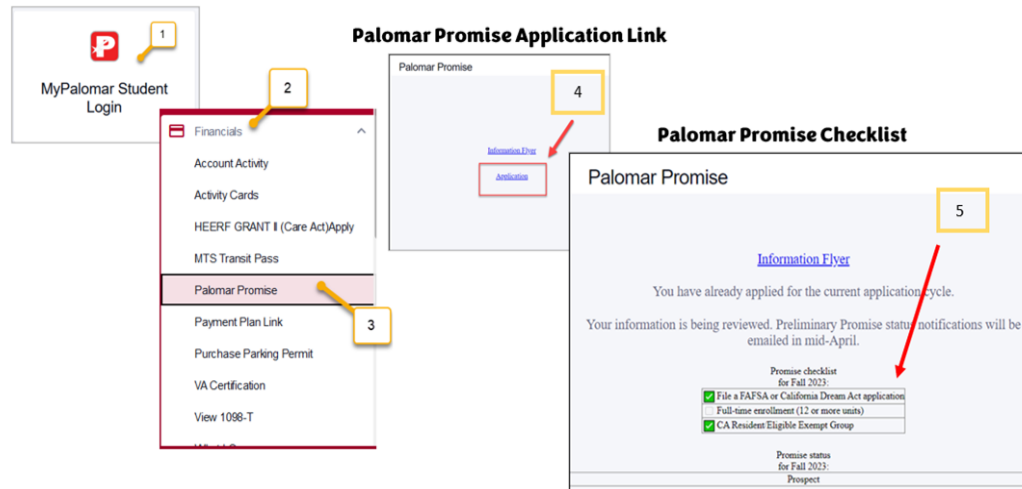 1
MyPalomar Student
Login
2
Financials
Account Activity
Activity Cards
HEERF GRANT II (Care Act)Apply
MTS Transit Pass
Palomar Promise
3
Payment Plan Link
Purchase Parking Permit
VA Certification
View 1098-T
Palomar Promise Application Link
Palomar Promise
4
Information Flyer
Application
Palomar Promise Checklist
Palomar Promise
5
Information Flyer
You have already applied for the current application cycle.
Your information is being reviewed. Preliminary Promise status notifications will be
emailed in mid-April.
Promise checklist
for Fall 2023:
File a FAFSA or California Dream Act application
Full-time enrollment (12 or more units)
CA Resident/Eligible Exempt Group
Promise status
for Fall 2023:
Prospect